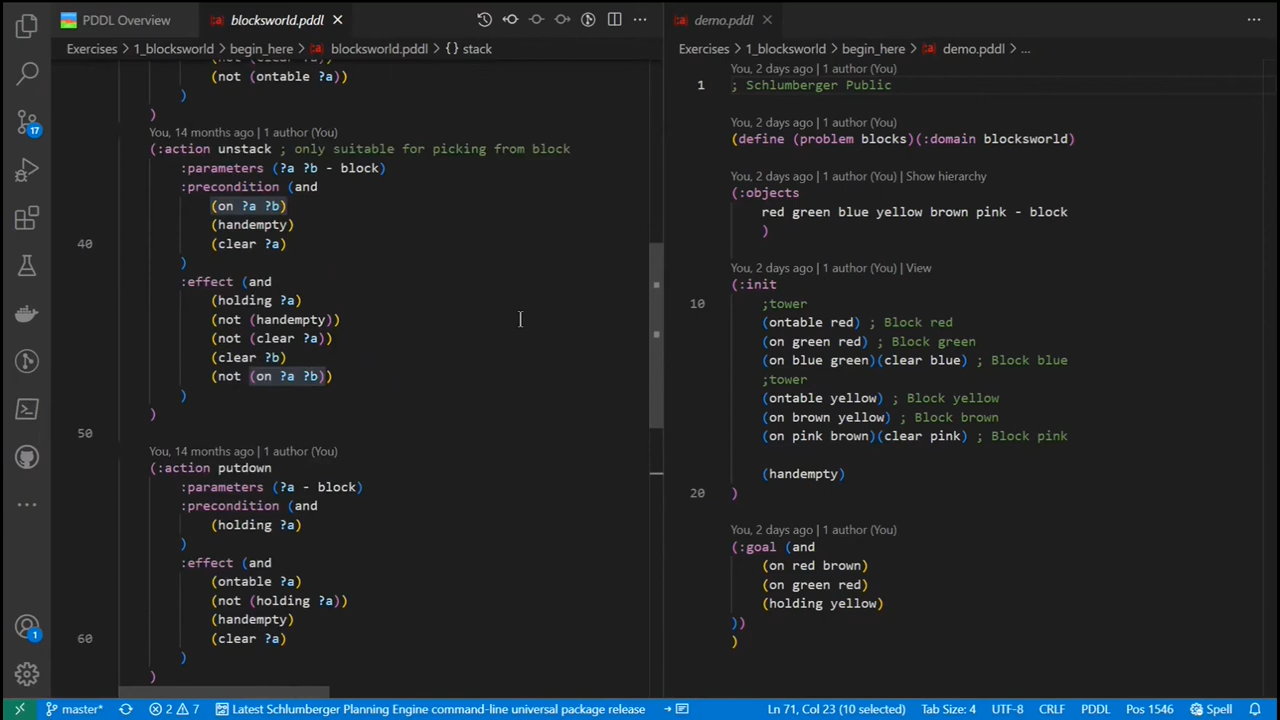 PDDL Overview
blocksworld.pddl
demo.pddl
Exercises > 1_blocksworld > begin_here > blocksworld.pddl > {} stack
Exercises > 1_blocksworld > begin_here > demo.pddl > ...
(not (clear ?a))
(not (ontable ?a))
)
)
You, 14 months ago | 1 author (You)
(:action unstack ; only suitable for picking from block
:parameters (?a ?b - block)
:precondition (and
(on ?a ?b)
(handempty)
40 (clear ?a)
)
:effect (and
(holding ?a)
(not (handempty))
(not (clear ?a))
(clear ?b)
(not (on ?a ?b))
)
)
50
You, 14 months ago | 1 author (You)
(:action putdown
:parameters (?a - block)
:precondition (and
(holding ?a)
)
:effect (and
(ontable ?a)
(not (holding ?a))
(handempty)
60 (clear ?a)
)
)
You, 2 days ago | 1 author (You)
1 ; Schlumberger Public
You, 2 days ago | 1 author (You)
(define (problem blocks)(:domain blocksworld)
You, 2 days ago | 1 author (You) | Show hierarchy
(:objects
red green blue yellow brown pink - block
)
You, 2 days ago | 1 author (You) | View
(:init
10 ;tower
(ontable red) ; Block red
(on green red) ; Block green
(on blue green)(clear blue) ; Block blue
;tower
(ontable yellow) ; Block yellow
(on brown yellow) ; Block brown
(on pink brown)(clear pink) ; Block pink
(handempty)
20 )
You, 2 days ago | 1 author (You)
(:goal (and
(on red brown)
(on green red)
(holding yellow)
))
)
17
1
master* 2 7 Latest Schlumberger Planning Engine command-line universal package release Ln 71, Col 23 (10 selected) Tab Size: 4 UTF-8 CRLF PDDL Pos 1546 Spell